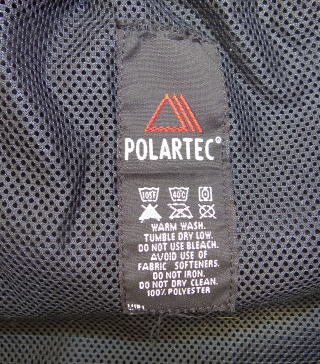 POLARTEC®
105F 40°C
WARM WASH.
TUMBLE DRY LOW.
DO NOT USE BLEACH.
AVOID USE OF
FABRIC SOFTENERS.
DO NOT IRON.
DO NOT DRY CLEAN.
100% POLYESTER